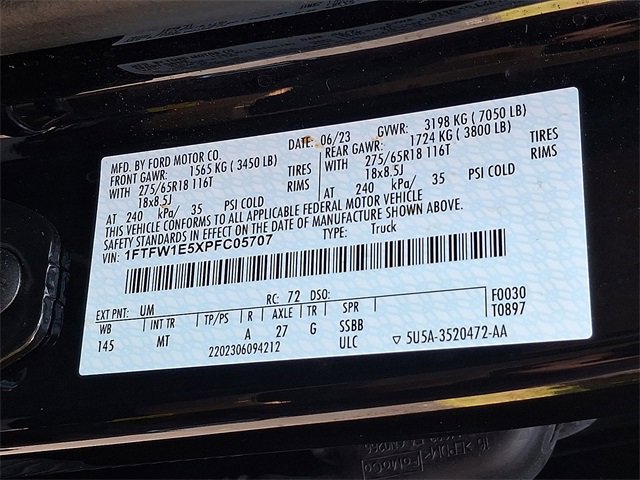 MFD. BY FORD MOTOR CO.
DATE: 06/23
GVWR: 3198 KG ( 7050 LB)
FRONT GAWR: 1565 KG ( 3450 LB)
REAR GAWR: 1724 KG ( 3800 LB)
WITH 275/65R18 116T TIRES
WITH 275/65R18 116T TIRES
18x8.5J RIMS
18x8.5J RIMS
AT 240 kPa/ 35 PSI COLD
AT 240 kPa/ 35 PSI COLD
THIS VEHICLE CONFORMS TO ALL APPLICABLE FEDERAL MOTOR VEHICLE
SAFETY STANDARDS IN EFFECT ON THE DATE OF MANUFACTURE SHOWN ABOVE.
VIN: 1FTFW1E5XPFC05707
TYPE: Truck
EXT PNT: UM
RC: 72 DSO:
F0030
T0897
WB INT TR TP/PS R AXLE TR SPR
145 MT A 27 G SSBB
2202306094212 ULC ▽ 5U5A-3520472-AA
FoMoCo